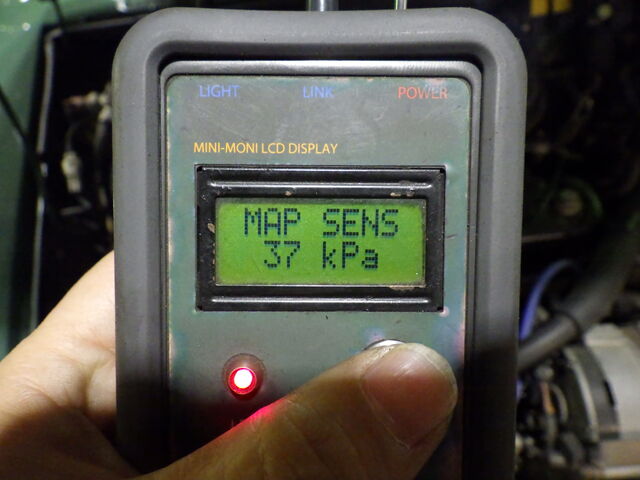 LIGHT LINK POWER
MINI-MONI LCD DISPLAY
MAP SENS
37 kPa